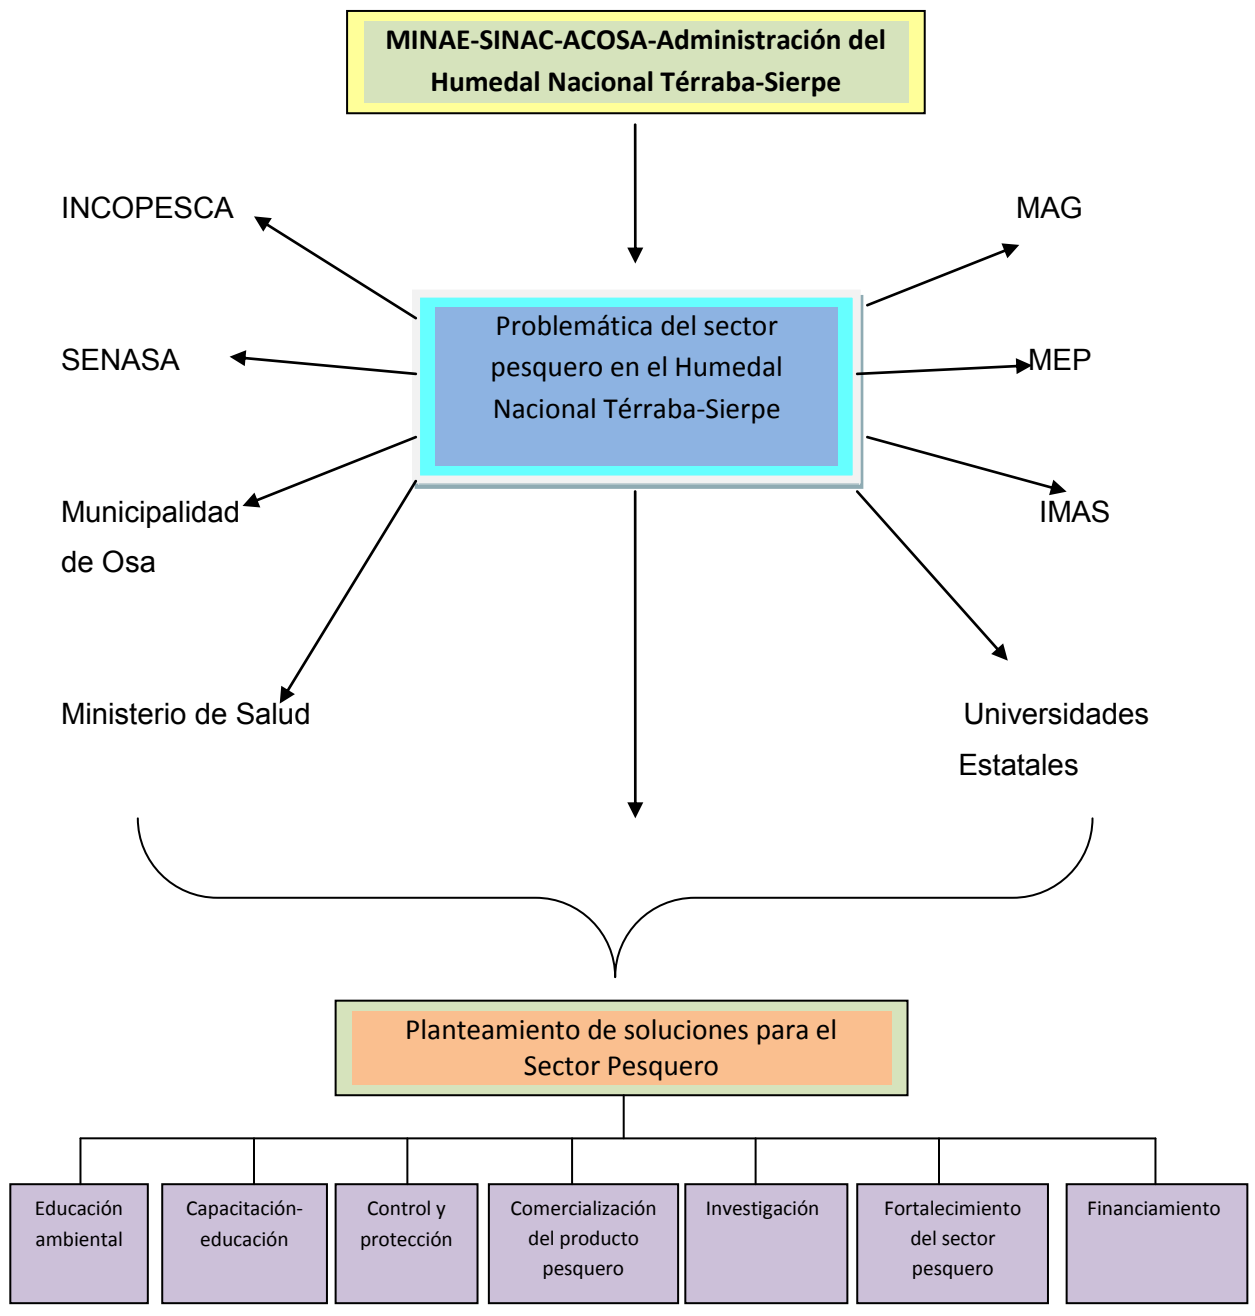 MINAE-SINAC-ACOSA-Administración del
Humedal Nacional Térraba-Sierpe
INCOPESCA
MAG
Problemática del sector
pesquero en el Humedal
Nacional Térraba-Sierpe
SENASA
MEP
Municipalidad
de Osa
IMAS
Ministerio de Salud
Universidades
Estatales
Planteamiento de soluciones para el
Sector Pesquero
Educación
ambiental
Capacitación-
educación
Control y
protección
Comercialización
del producto
pesquero
Investigación
Fortalecimiento
del sector
pesquero
Financiamiento